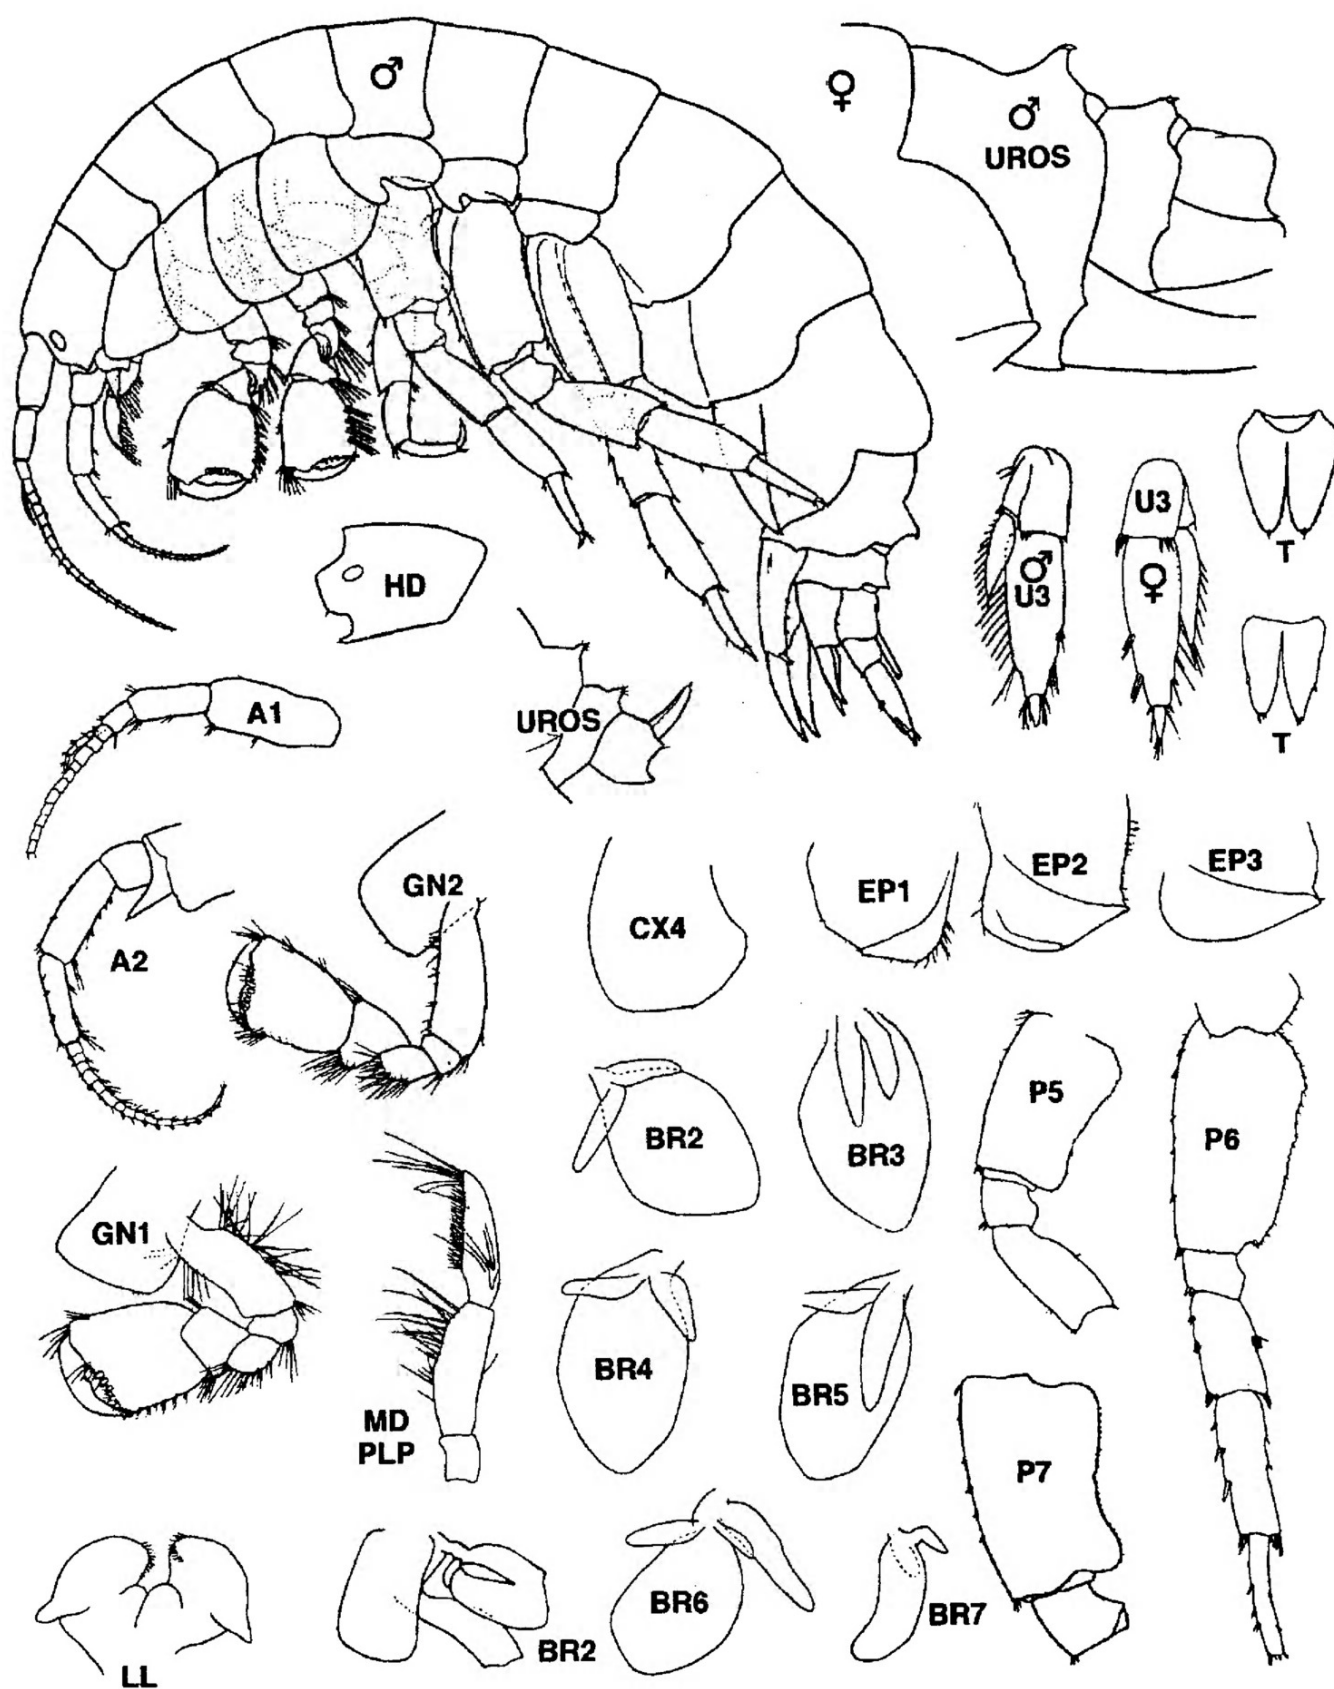 ♂
♀
♂
UROS
HD
U3
♂
U3
♀
T
T
A1
UROS
GN2
A2
CX4
EP1
EP2
EP3
BR2
BR3
P5
P6
GN1
MD
PLP
BR4
BR5
P7
LL
BR2
BR6
BR7